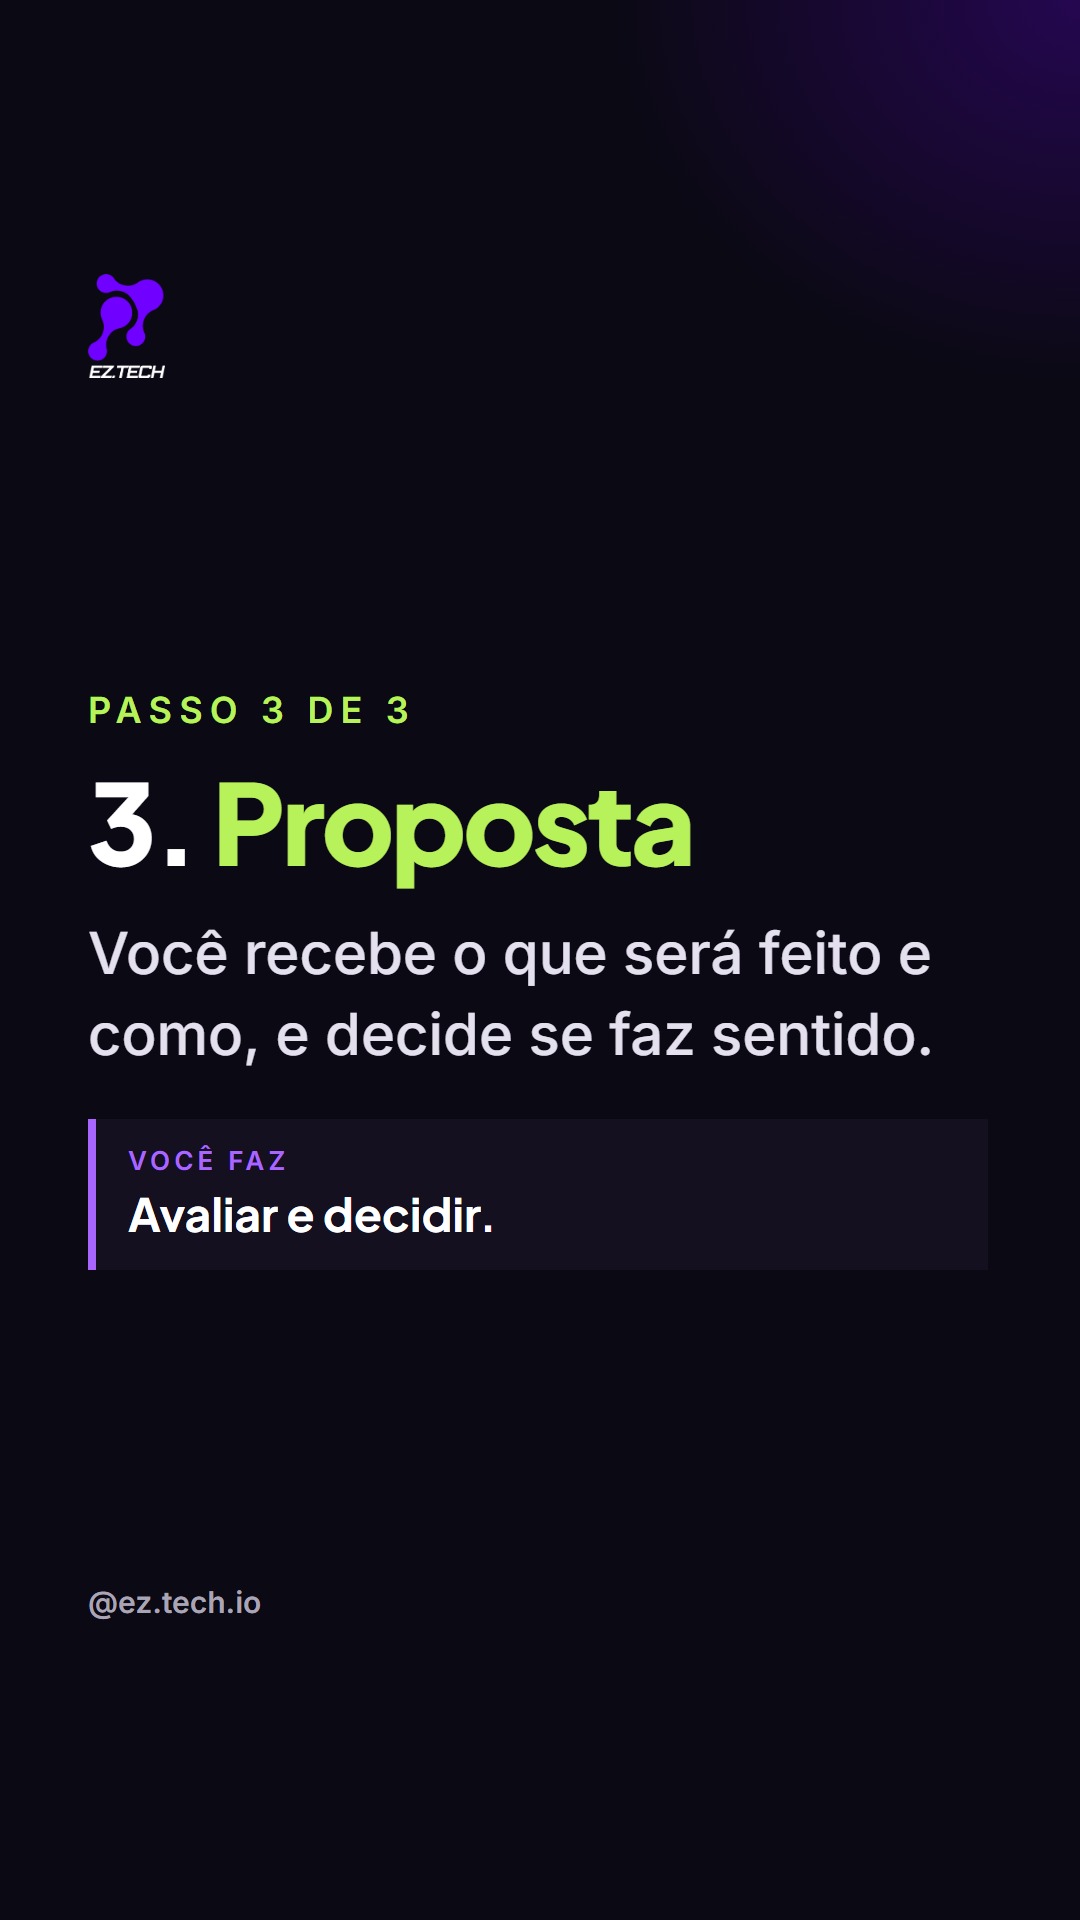 EZ.TECH
PASSO 3 DE 3
3. Proposta
Você recebe o que será feito e
como, e decide se faz sentido.
VOCÊ FAZ
Avaliar e decidir.
@ez.tech.io